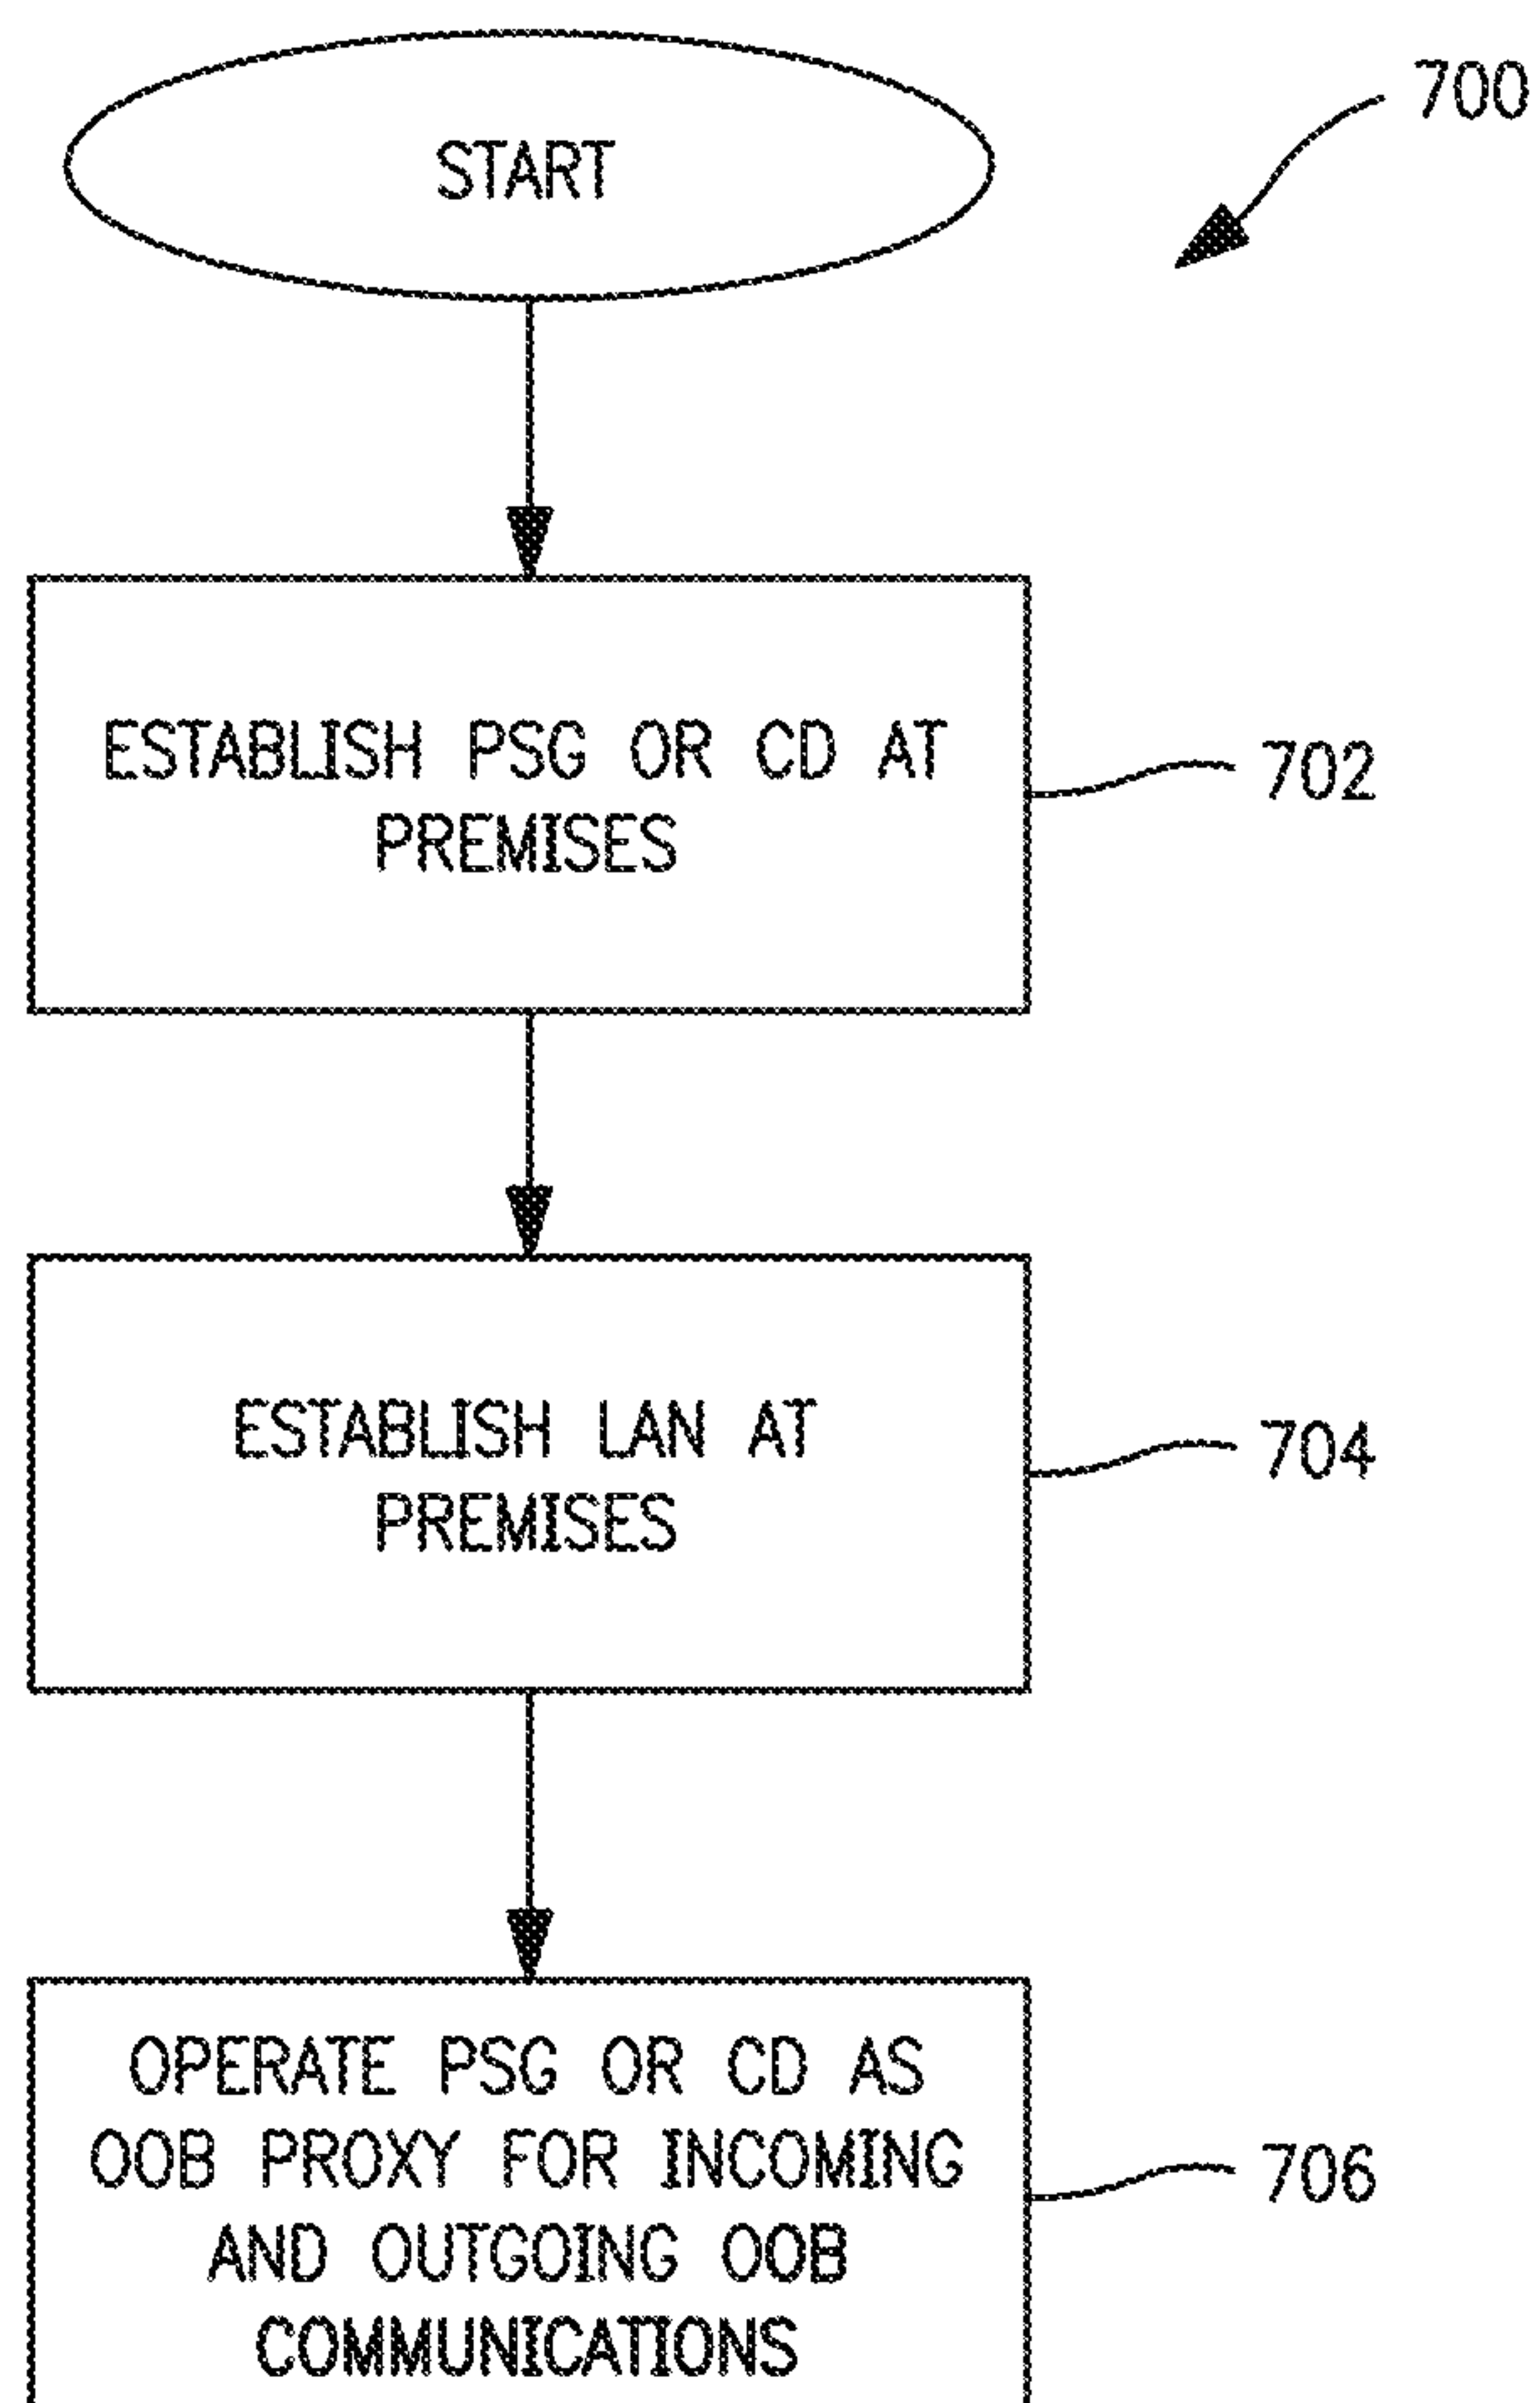 START
700
ESTABLISH PSG OR CD AT
PREMISES
702
ESTABLISH LAN AT
PREMISES
704
OPERATE PSG OR CD AS
OOB PROXY FOR INCOMING
AND OUTGOING OOB
COMMUNICATIONS
706